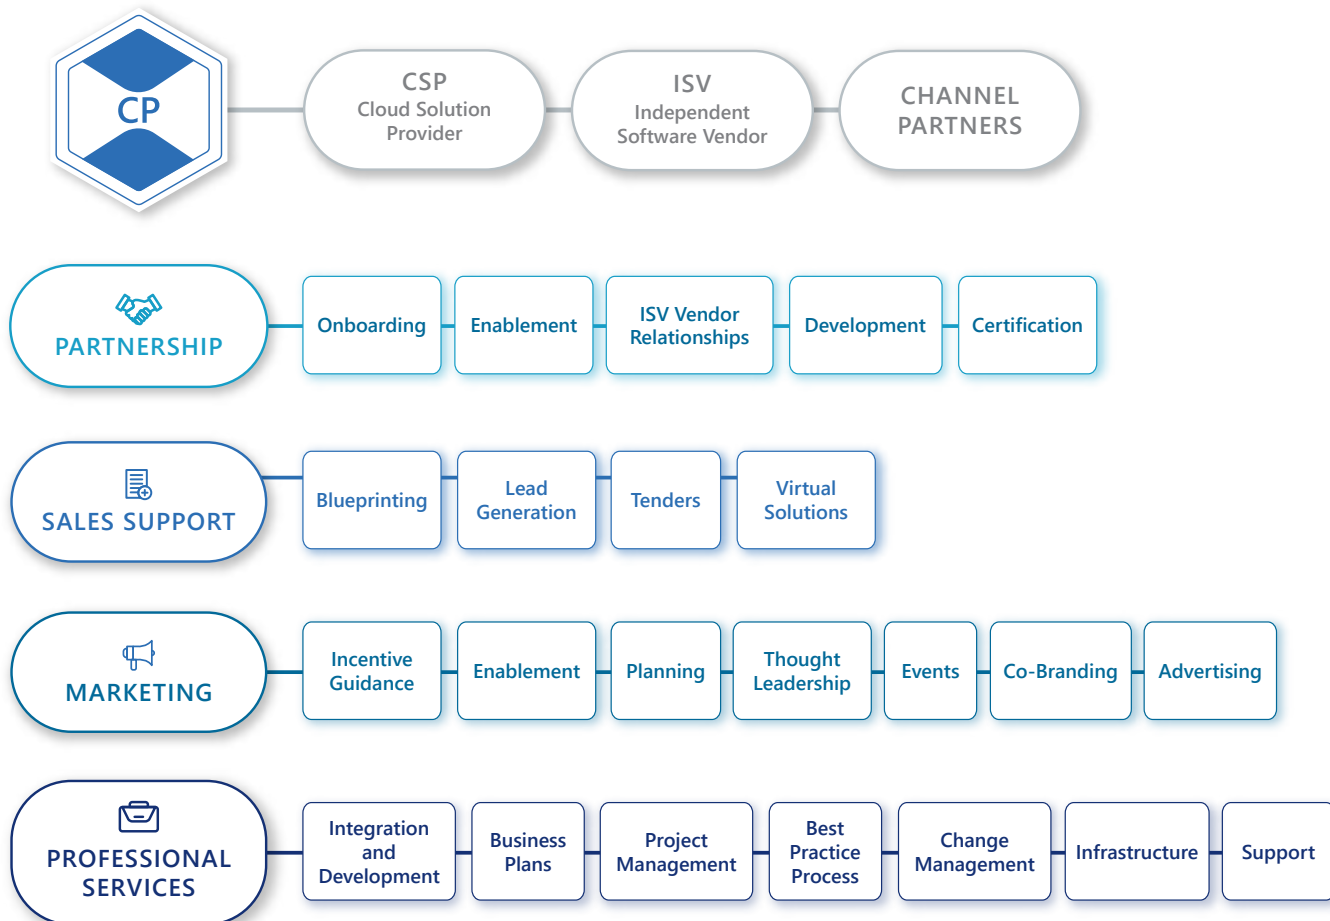 CP
CSP
Cloud Solution
Provider
ISV
Independent
Software Vendor
CHANNEL
PARTNERS
PARTNERSHIP
Onboarding
Enablement
ISV Vendor
Relationships
Development
Certification
SALES SUPPORT
Blueprinting
Lead
Generation
Tenders
Virtual
Solutions
MARKETING
Incentive
Guidance
Enablement
Planning
Thought
Leadership
Events
Co-Branding
Advertising
PROFESSIONAL
SERVICES
Integration
and
Development
Business
Plans
Project
Management
Best
Practice
Process
Change
Management
Infrastructure
Support